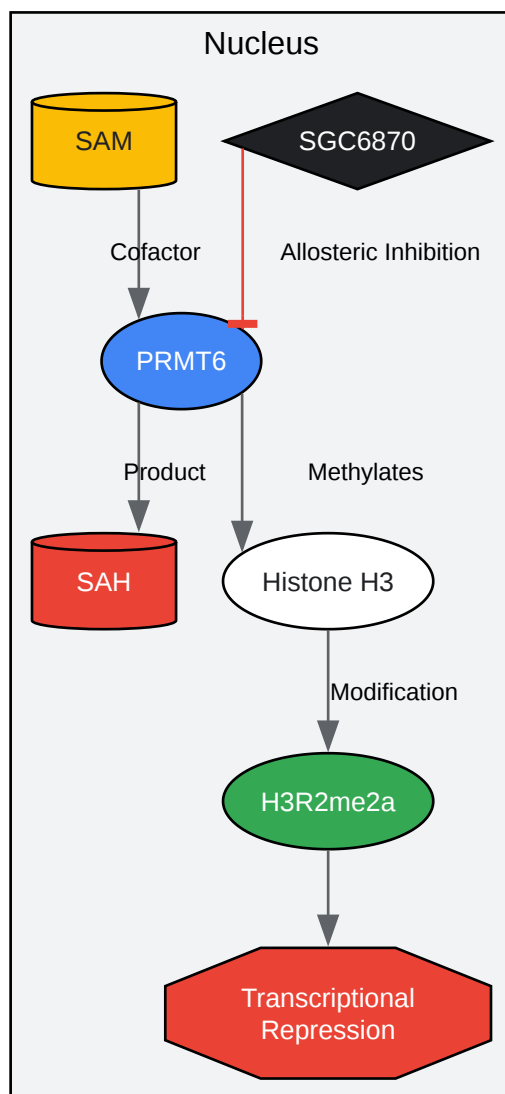 Nucleus
SAM
SGC6870
Cofactor
Allosteric Inhibition
PRMT6
Product
Methylates
SAH
Histone H3
Modification
H3R2me2a
Transcriptional
Repression